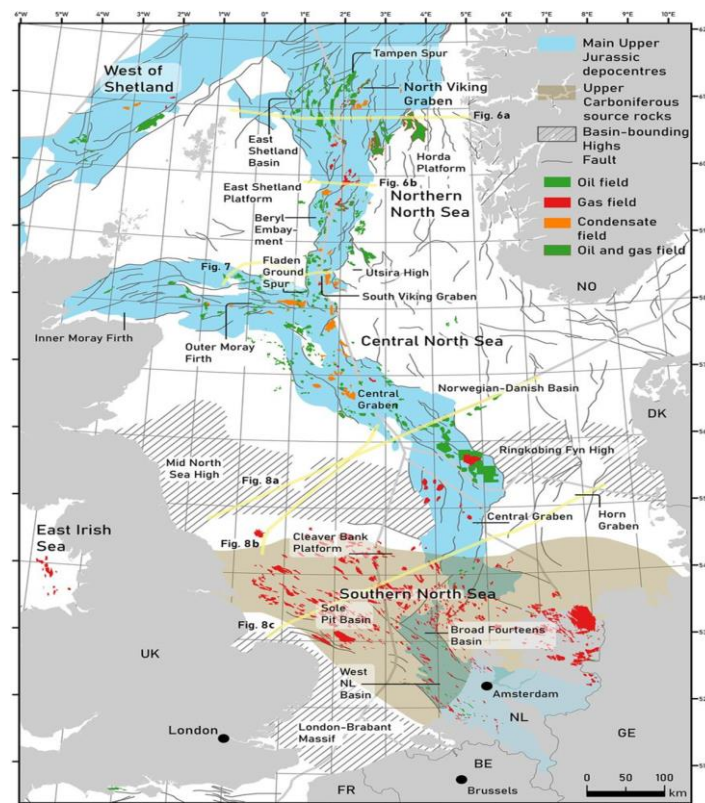 6°W
5°
4°
3°
2°
1°
0°
1°
2°
3°
4°
5°
6°
7°
8°
9°
10°E
Tampen Spur
North Viking
Graben
West of
Shetland
Fig. 6a
East
Shetland
Basin
Horda
Platform
East Shetland
Platform
Fig. 6b
Northern
North Sea
Beryl
Embay-
ment
Fig. 7
Fladen
Ground
Spur
Utsira High
South Viking Graben
Inner Moray Firth
Outer Moray
Firth
Central North Sea
Norwegian-Danish Basin
Central
Graben
Mid North
Sea High
Fig. 8a
Ringkøbing Fyn High
East Irish
Sea
Fig. 8b
Central Graben
Horn
Graben
Cleaver Bank
Platform
Southern North Sea
Sole
Pit Basin
Fig. 8c
Broad Fourteens
Basin
West
NL
Basin
UK
Amsterdam
NL
GE
London
London-Brabant
Massif
BE
Brussels
FR
NO
DK
Main Upper
Jurassic
depocentres
Upper
Carboniferous
source rocks
Basin-bounding
Highs
Fault
Oil field
Gas field
Condensate
field
Oil and gas field
0
100
km